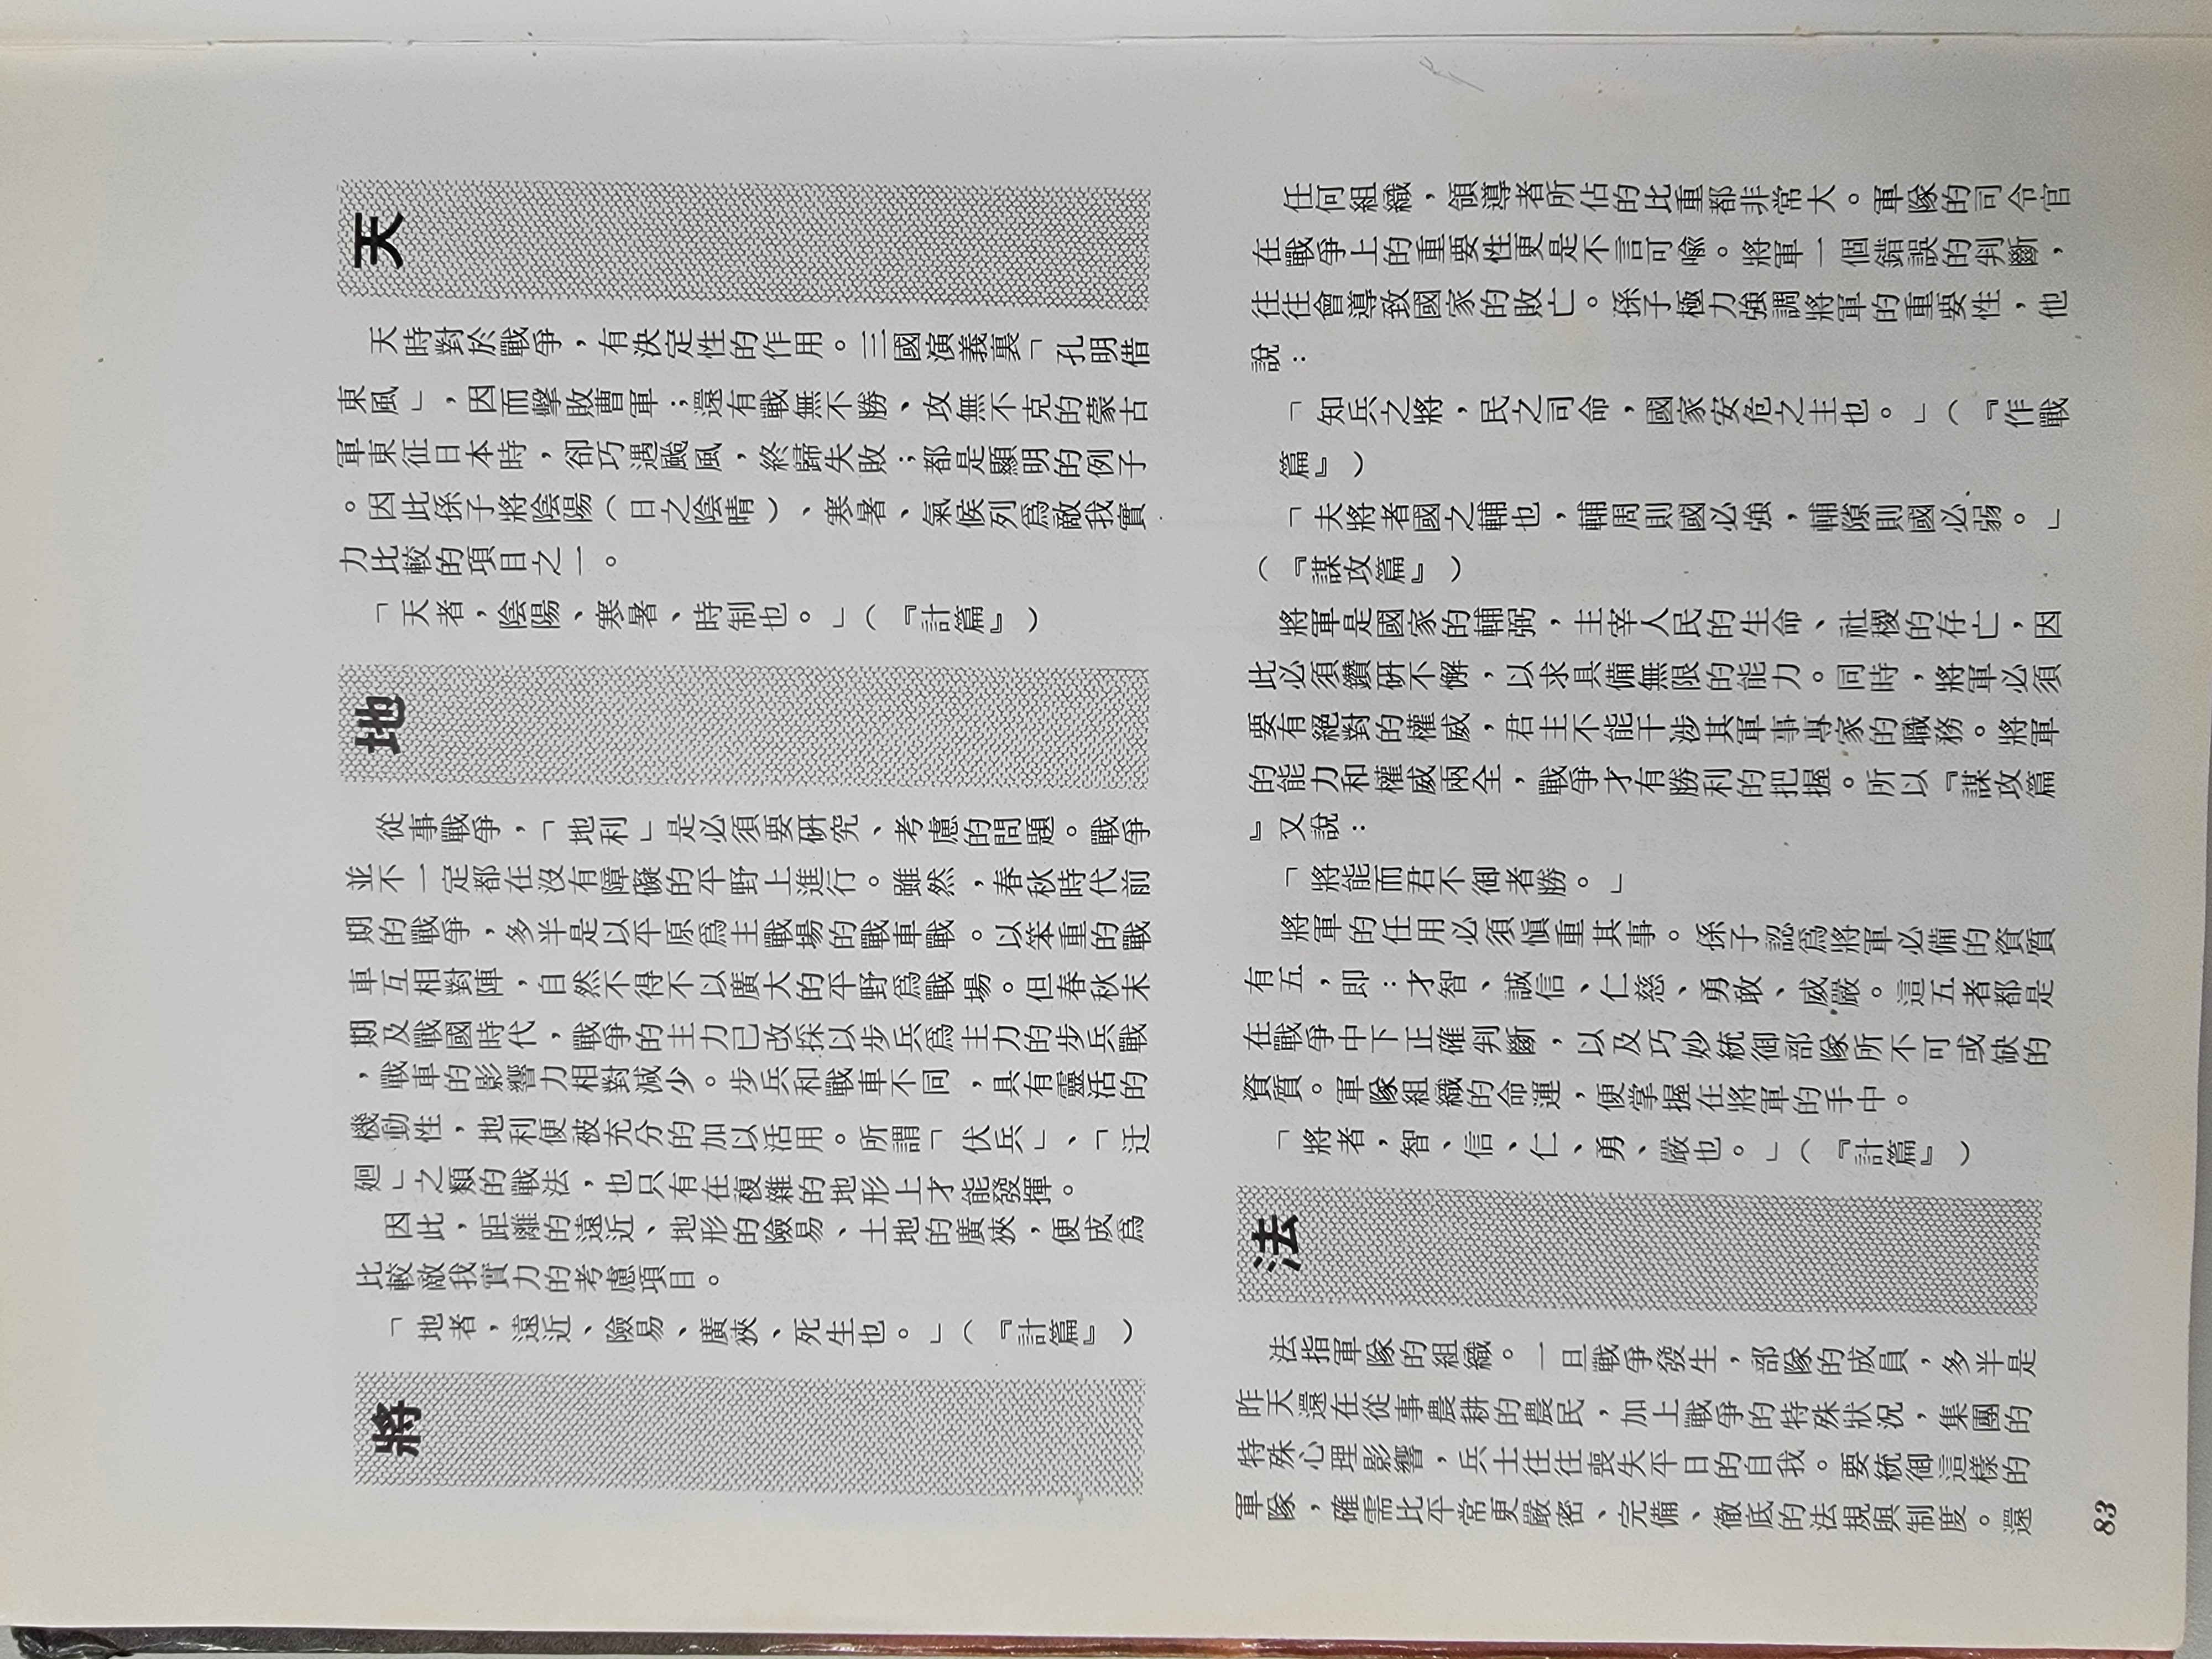 天
天時對於戰爭，有決定性的作用。三國演義裏「孔明借
東風」，因而擊敗曹軍；還有戰無不勝、攻無不克的蒙古
軍東征日本時，卻巧遇颱風，終歸失敗；都是顯明的例子
。因此孫子將陰陽（日之陰晴）、寒暑、氣候列爲敵我實
力比較的項目之一。
「天者，陰陽、寒暑、時制也。」（『計篇』）
地
從事戰爭，「地利」是必須要硏究、考慮的問題。戰爭
並不一定都在沒有障礙的平野上進行。雖然，春秋時代前
期的戰爭，多半是以平原爲主戰場的戰車戰。以笨重的戰
車互相對陣，自然不得不以廣大的平野爲戰場。但春秋末
期及戰國時代，戰爭的主力已改採以步兵爲主力的步兵戰
，戰車的影響力相對減少。步兵和戰車不同，具有靈活的
機動性，地利便被充分的加以活用。所謂「伏兵」、「迂
廻」之類的戰法，也只有在複雜的地形上才能發揮。
因此，距離的遠近、地形的險易、土地的廣狹，便成爲
比較敵我實力的考慮項目。
「地者，遠近、險易、廣狹、死生也。」（『計篇』）
將
任何組織，領導者所佔的比重都非常大。軍隊的司令官
在戰爭上的重要性更是不言可喩。將軍一個錯誤的判斷，
往往會導致國家的敗亡。孫子極力強調將軍的重要性，他
說：
「知兵之將，民之司命，國家安危之主也。」（『作戰
篇』）
「夫將者國之輔也，輔周則國必強，輔隙則國必弱。」
（『謀攻篇』）
將軍是國家的輔弼，主宰人民的生命、社稷的存亡，因
此必須鑽硏不懈，以求具備無限的能力。同時，將軍必須
要有絕對的權威，君主不能干涉其軍事專家的職務。將軍
的能力和權威兩全，戰爭才有勝利的把握。所以『謀攻篇
』又說：
「將能而君不御者勝。」
將軍的任用必須愼重其事。孫子認爲將軍必備的資質
有五，即：才智、誠信、仁慈、勇敢、威嚴。這五者都是
在戰爭中下正確判斷，以及巧妙統御部隊所不可或缺的
資質。軍隊組織的命運，便掌握在將軍的手中。
「將者，智、信、仁、勇、嚴也。」（『計篇』）
法
法指軍隊的組織。一旦戰爭發生，部隊的成員，多半是
昨天還在從事農耕的農民，加上戰爭的特殊狀況，集團的
特殊心理影響，兵士往往喪失平日的自我。要統御這樣的
軍隊，確需比平常更嚴密、完備、徹底的法規與制度。還
83